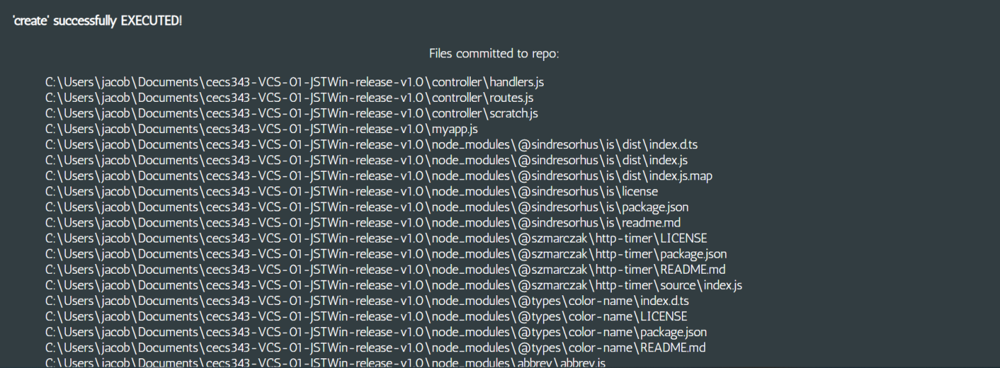 'create' successfully EXECUTED!
Files committed to repo:
C:\Users\jacob\Documents\cecs343-VCS-01-JSTWin-release-v1.0\controller\handlers.js
C:\Users\jacob\Documents\cecs343-VCS-01-JSTWin-release-v1.0\controller\routes.js
C:\Users\jacob\Documents\cecs343-VCS-01-JSTWin-release-v1.0\controller\scratch.js
C:\Users\jacob\Documents\cecs343-VCS-01-JSTWin-release-v1.0\myapp.js
C:\Users\jacob\Documents\cecs343-VCS-01-JSTWin-release-v1.0\node_modules\@sindresorhus\is\dist\index.d.ts
C:\Users\jacob\Documents\cecs343-VCS-01-JSTWin-release-v1.0\node_modules\@sindresorhus\is\dist\index.js
C:\Users\jacob\Documents\cecs343-VCS-01-JSTWin-release-v1.0\node_modules\@sindresorhus\is\dist\index.js.map
C:\Users\jacob\Documents\cecs343-VCS-01-JSTWin-release-v1.0\node_modules\@sindresorhus\is\license
C:\Users\jacob\Documents\cecs343-VCS-01-JSTWin-release-v1.0\node_modules\@sindresorhus\is\package.json
C:\Users\jacob\Documents\cecs343-VCS-01-JSTWin-release-v1.0\node_modules\@sindresorhus\is\readme.md
C:\Users\jacob\Documents\cecs343-VCS-01-JSTWin-release-v1.0\node_modules\@szmarczak\http-timer\LICENSE
C:\Users\jacob\Documents\cecs343-VCS-01-JSTWin-release-v1.0\node_modules\@szmarczak\http-timer\package.json
C:\Users\jacob\Documents\cecs343-VCS-01-JSTWin-release-v1.0\node_modules\@szmarczak\http-timer\README.md
C:\Users\jacob\Documents\cecs343-VCS-01-JSTWin-release-v1.0\node_modules\@szmarczak\http-timer\source\index.js
C:\Users\jacob\Documents\cecs343-VCS-01-JSTWin-release-v1.0\node_modules\@types\color-name\index.d.ts
C:\Users\jacob\Documents\cecs343-VCS-01-JSTWin-release-v1.0\node_modules\@types\color-name\LICENSE
C:\Users\jacob\Documents\cecs343-VCS-01-JSTWin-release-v1.0\node_modules\@types\color-name\package.json
C:\Users\jacob\Documents\cecs343-VCS-01-JSTWin-release-v1.0\node_modules\@types\color-name\README.md
C:\Users\jacob\Documents\cecs343-VCS-01-JSTWin-release-v1.0\node_modules\abbrev\abbrev.js